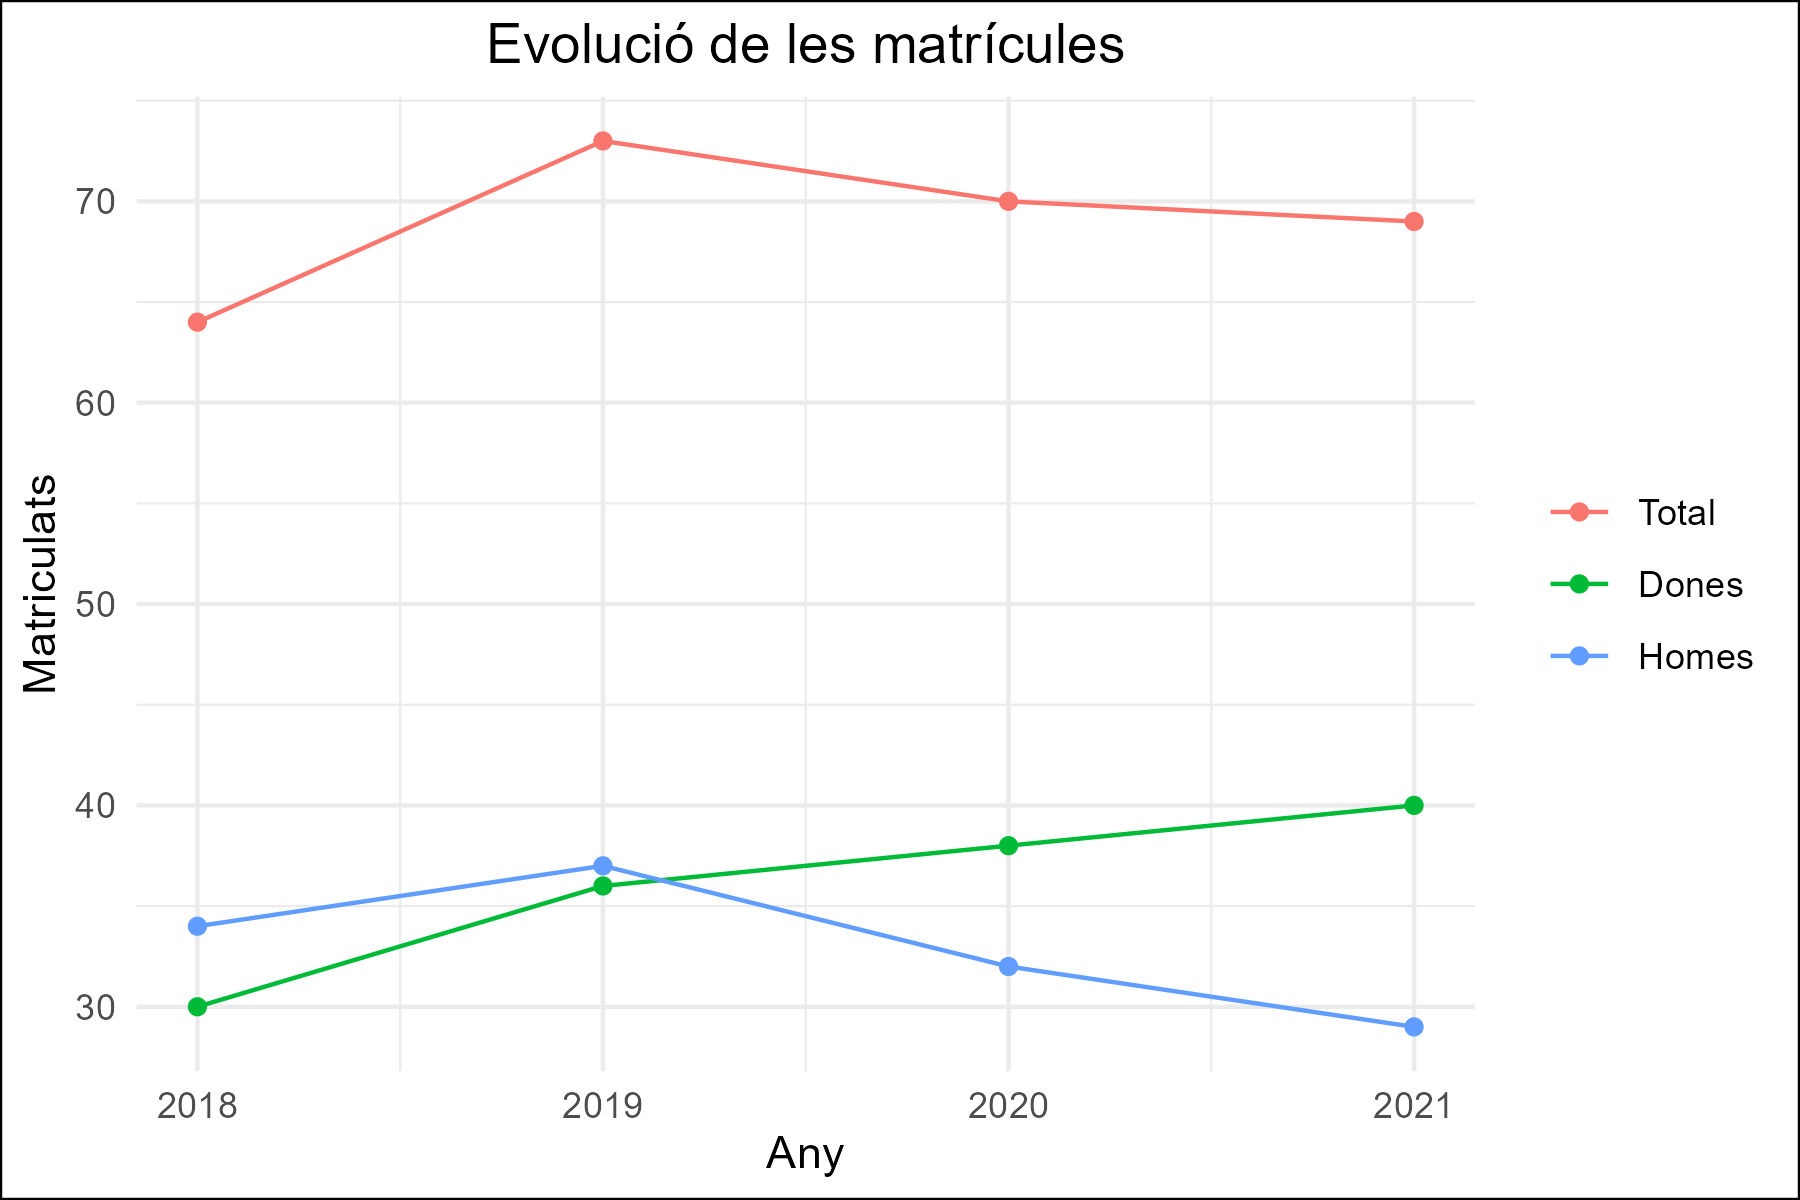 Evolució de les matrícules
Matriculats
70
60
50
40
30
2018 2019 2020 2021
Any
Total
Dones
Homes